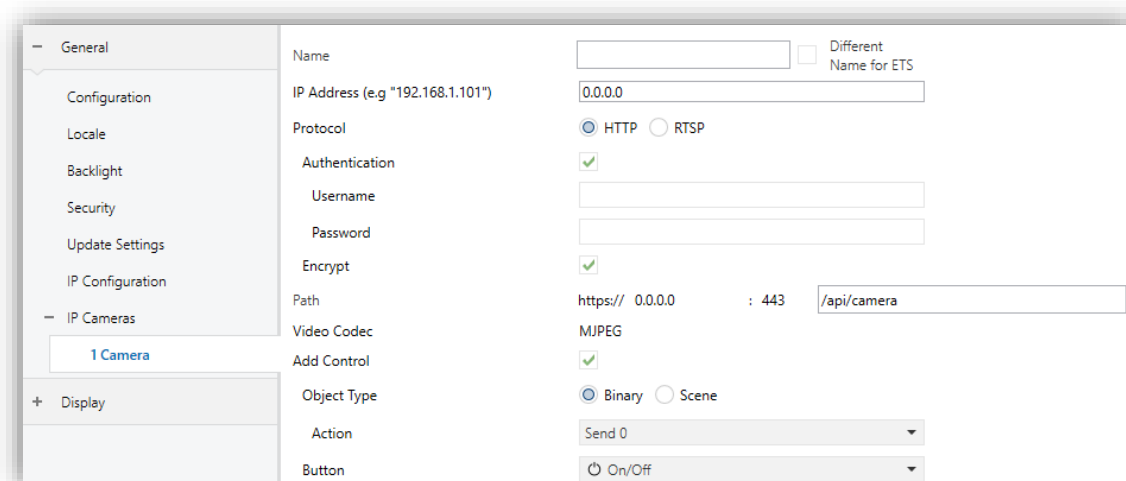 General
Configuration
Locale
Backlight
Security
Update Settings
IP Configuration
IP Cameras
1 Camera
Display
Name
Different
Name for ETS
IP Address (e.g "192.168.1.101")
0.0.0.0
Protocol
HTTP
RTSP
Authentication
Username
Password
Encrypt
Path
https:// 0.0.0.0 : 443 /api/camera
Video Codec
MJPEG
Add Control
Object Type
Binary
Scene
Action
Send 0
Button
On/Off